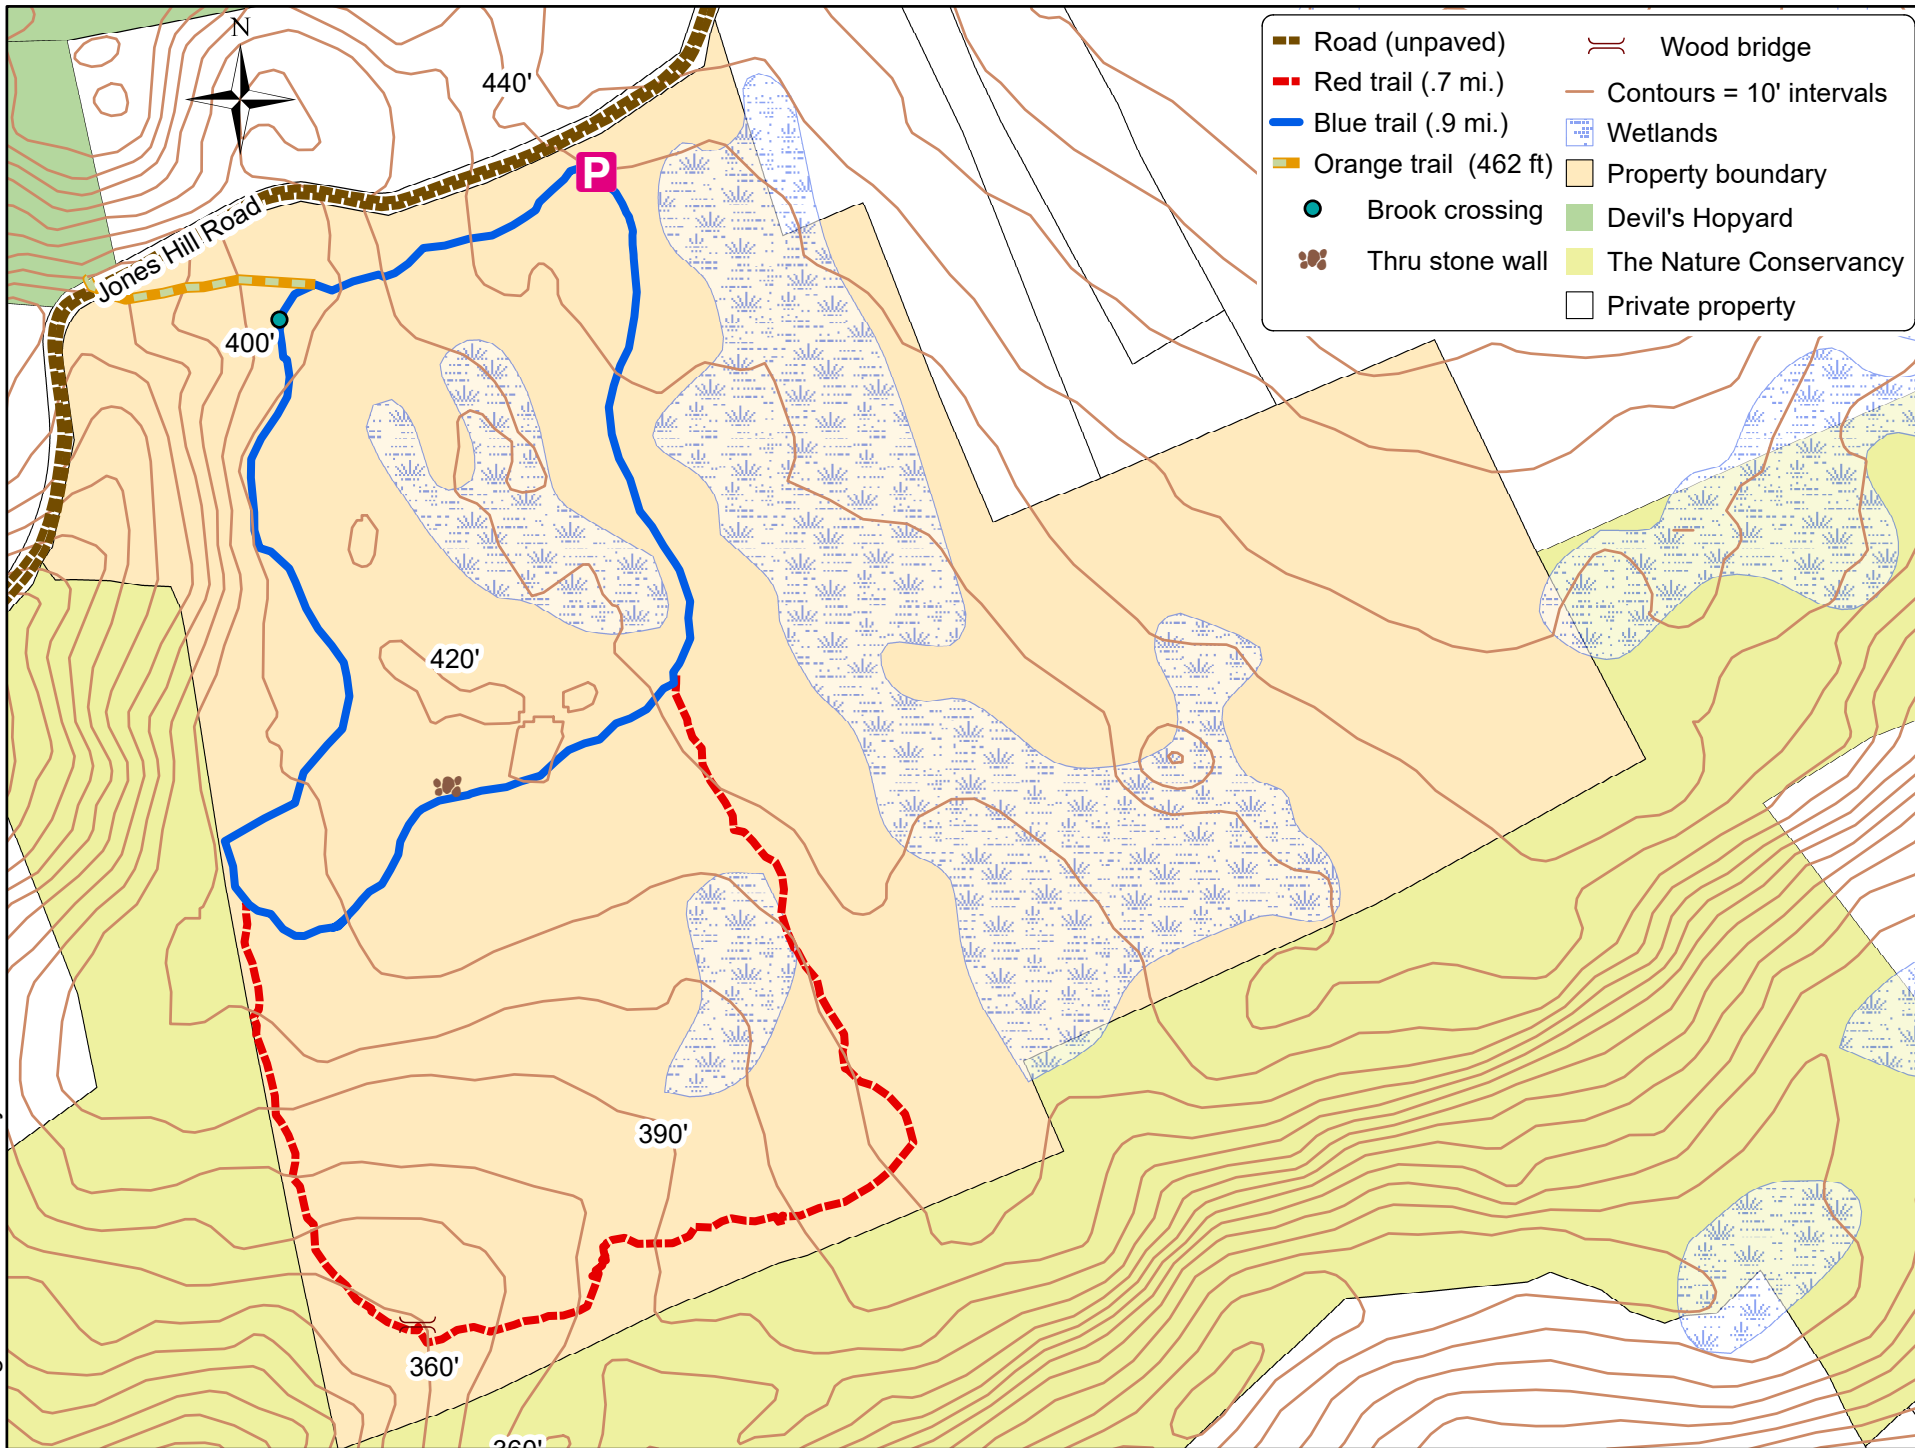 N
440'
P
Jones Hill Road
400'
420'
390'
360'
360'
Road (unpaved)
Red trail (.7 mi.)
Blue trail (.9 mi.)
Orange trail (462 ft)
Brook crossing
Thru stone wall
Wood bridge
Contours = 10' intervals
Wetlands
Property boundary
Devil's Hopyard
The Nature Conservancy
Private property